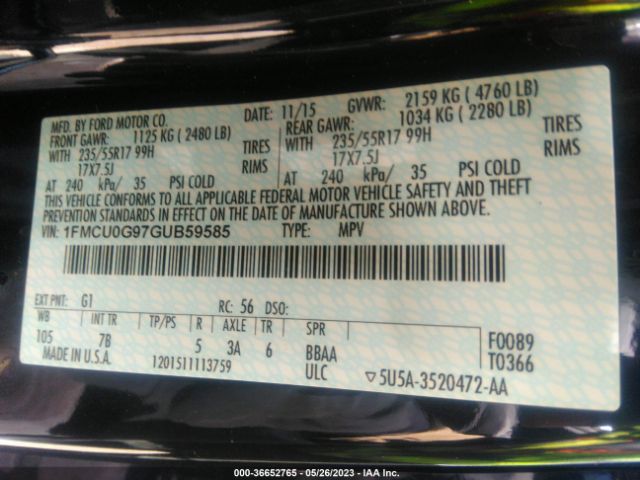 MFD. BY FORD MOTOR CO. DATE: 11/15 GVWR: 2159 KG ( 4760 LB)
FRONT GAWR: 1125 KG ( 2480 LB) REAR GAWR: 1034 KG ( 2280 LB)
WITH 235/55R17 99H TIRES WITH 235/55R17 99H TIRES
17X7.5J RIMS 17X7.5J RIMS
AT 240 kPa/ 35 PSI COLD AT 240 kPa/ 35 PSI COLD
THIS VEHICLE CONFORMS TO ALL APPLICABLE FEDERAL MOTOR VEHICLE SAFETY AND THEFT
PREVENTION STANDARDS IN EFFECT ON THE DATE OF MANUFACTURE SHOWN ABOVE.
VIN: 1FMCU0G97GUB59585 TYPE: MPV
EXT PNT: G1 RC: 56 DSO:
WB INT TR TP/PS R AXLE TR SPR F0089
105 7B 5 3A 6 BBAA T0366
MADE IN U.S.A. 1201511113759 ULC ▽5U5A-3520472-AA
000-36652765 - 05/26/2023 - IAA Inc.